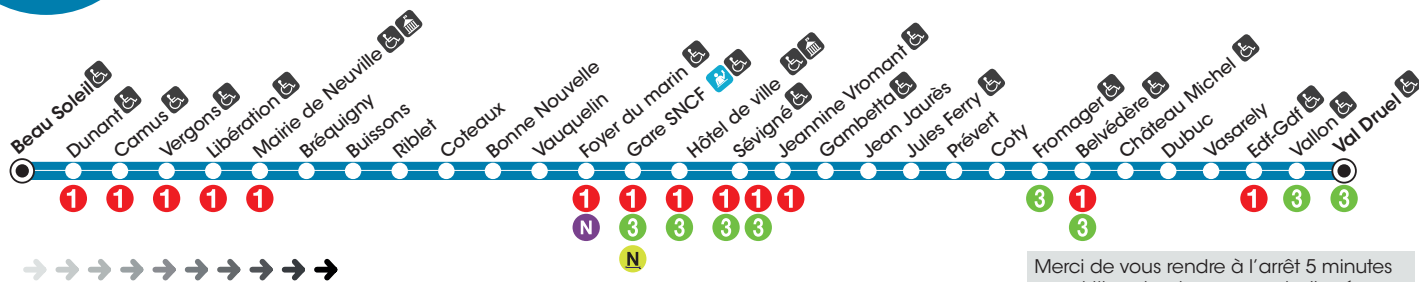 Beau Soleil
Dunant
Camus
Vergons
Libération
Mairie de Neuville
Bréquigny
Buissons
Riblet
Coteaux
Bonne Nouvelle
Vauquelin
Foyer du marin
Gare SNCF
Hôtel de ville
Sévigné
Jeannine Vromant
Gambetta
Jean Jaurès
Jules Ferry
Prévert
Coty
Fromager
Belvédère
Château Michel
Dubuc
Vasarely
Edf-Gdf
Vallon
Val Druel
1 1 1 1 1 1 1 1 1 1 1 3 1 1 3 3
N 3 3 3 3 3
N
Merci de vous rendre à l'arrêt 5 minutes